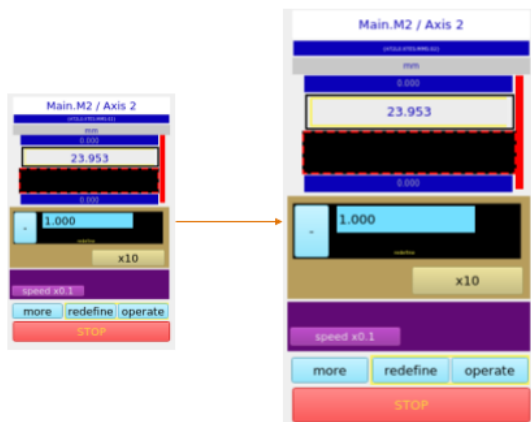 Main.M2 / Axis 2
mm
0.000
23.953
0.000
-
1.000
redefine
x10
speed x0.1
more redefine operate
STOP
Main.M2 / Axis 2
mm
0.000
23.953
0.000
-
1.000
redefine
x10
speed x0.1
more redefine operate
STOP